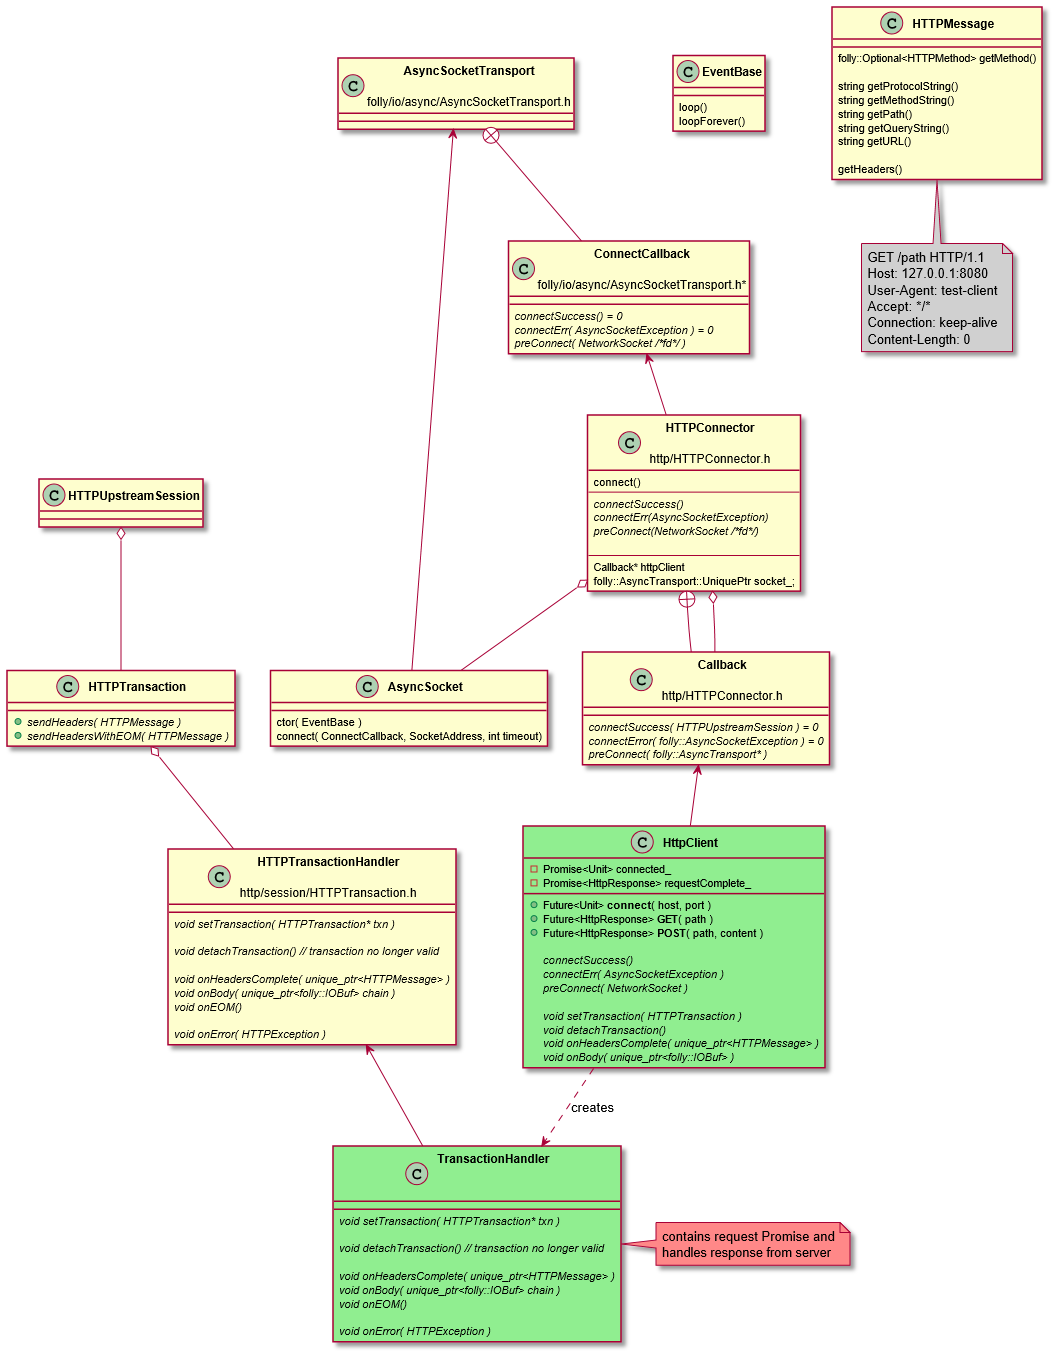 HTTPMessage
folly::Optional<HTTPMethod> getMethod()
string getProtocolString()
string getMethodString()
string getPath()
string getQueryString()
string getURL()
getHeaders()
C AsyncSocketTransport
folly/io/async/AsyncSocketTransport.h
C EventBase
loop()
loopForever()
C
GET /path HTTP/1.1
Host: 127.0.0.1:8080
User-Agent: test-client
Accept: */*
Connection: keep-alive
Content-Length: 0
C ConnectCallback
folly/io/async/AsyncSocketTransport.h*
connectSuccess() = 0
connectErr( AsyncSocketException ) = 0
preConnect( NetworkSocket /*fd*/ )
C HTTPConnector
http/HTTPConnector.h
connect()
connectSuccess()
connectErr(AsyncSocketException)
preConnect(NetworkSocket /*fd*/)
Callback* httpClient
folly::AsyncTransport::UniquePtr socket_;
C HTTPUpstreamSession
C HTTPTransaction
sendHeaders( HTTPMessage )
sendHedersWithEOM( HTTPMessage )
C AsyncSocket
ctor( EventBase )
connect( ConnectCallback, SocketAddress, int timeout)
C Callback
http/HTTPConnector.h
connectSuccess( HTTPUpstreamSession ) = 0
connectError( folly::AsyncSocketException ) = 0
preConnect( folly::AsyncTransport* )
C HTTPTransactionHandler
http/session/HTTPTransaction.h
void setTransaction( HTTPTransaction* txn )
void detachTransaction() // transaction no longer valid
void onHeadersComplete( unique_ptr<HTTPMessage> )
void onBody( unique_ptr<folly::IOBuf> chain )
void onEOM()
void onError( HTTPException )
C HttpClient
Promise<Unit> connected_
Promise<HttpResponse> requestComplete_
Future<Unit> connect( host, port )
Future<HttpResponse> GET( path )
Future<HttpResponse> POST( path, content )
connectSuccess()
connectErr( AsyncSocketException )
preConnect( NetworkSocket )
void setTransaction( HTTPTransaction )
void detachTransaction()
void onHeadersComplete( unique_ptr<HTTPMessage> )
void onBody( unique_ptr<folly::IOBuf> )
creates
C TransactionHandler
void setTransaction( HTTPTransaction* txn )
void detachTransaction() // transaction no longer valid
void onHeadersComplete( unique_ptr<HTTPMessage> )
void onBody( unique_ptr<folly::IOBuf> chain )
void onEOM()
void onError( HTTPException )
contains request Promise and
handles response from server